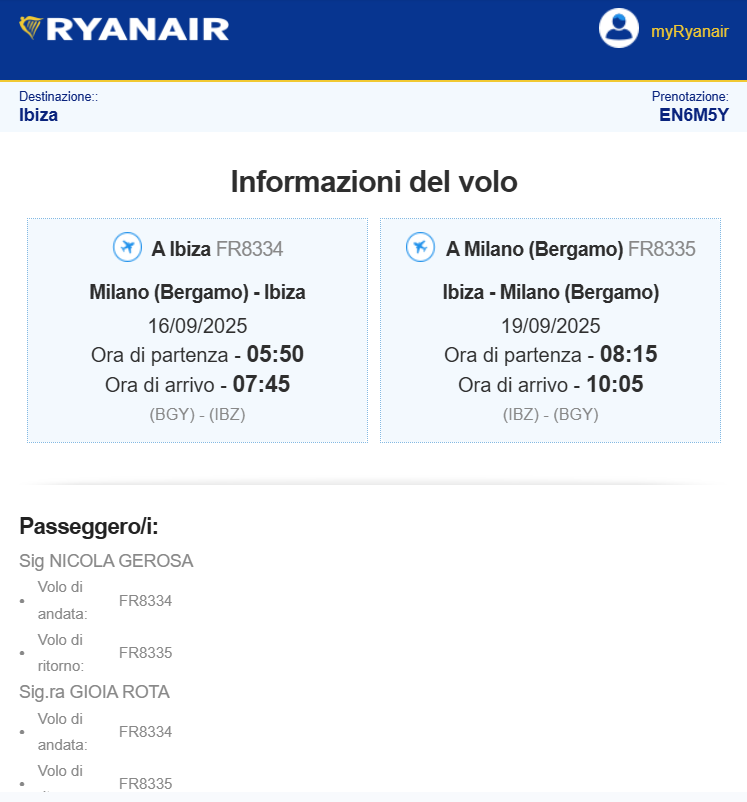 RYANAIR
myRyanair
Destinazione::
Prenotazione:
Ibiza
EN6M5Y
Informazioni del volo
A Ibiza FR8334
Milano (Bergamo) - Ibiza
16/09/2025
Ora di partenza - 05:50
Ora di arrivo - 07:45
(BGY) - (IBZ)
A Milano (Bergamo) FR8335
Ibiza - Milano (Bergamo)
19/09/2025
Ora di partenza - 08:15
Ora di arrivo - 10:05
(IBZ) - (BGY)
Passeggero/i:
Sig NICOLA GEROSA
• Volo di andata: FR8334
• Volo di ritorno: FR8335
Sig.ra GIOIA ROTA
• Volo di andata: FR8334
• Volo di FR8335